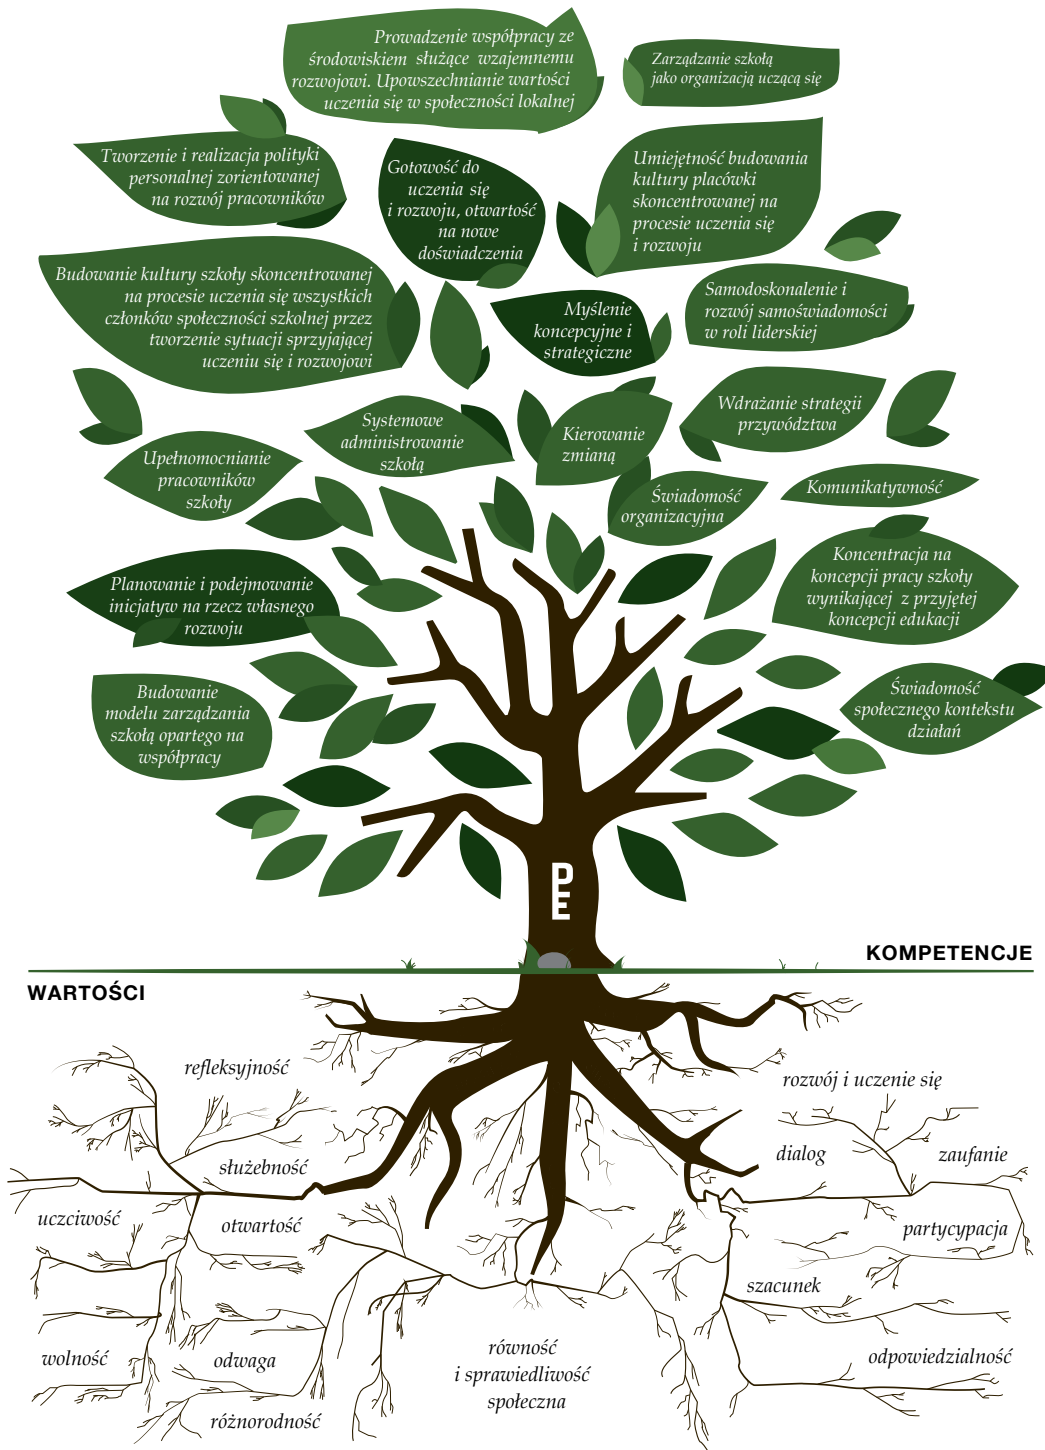 Prowadzenie współpracy ze
środowiskiem służące wzajemnemu
rozwojowi. Upowszechnianie wartości
uczenia się w społeczności lokalnej
Zarządzanie szkołą
jako organizacją uczącą się
Tworzenie i realizacja polityki
personalnej zorientowanej
na rozwój pracowników
Gotowość do
uczenia się
i rozwoju, otwartość
na nowe
doświadczenia
Umiejętność budowania
kultury placówki
skoncentrowanej na
procesie uczenia się
i rozwoju
Budowanie kultury szkoły skoncentrowanej
na procesie uczenia się wszystkich
członków społeczności szkolnej przez
tworzenie sytuacji sprzyjającej
uczeniu się i rozwojowi
Myślenie
koncepcyjne i
strategiczne
Samodoskonalenie i
rozwój samoświadomości
w roli liderskiej
Systemowe
administrowanie
szkołą
Kierowanie
zmianą
Wdrażanie strategii
przywództwa
Upełnomocnianie
pracowników
szkoły
Świadomość
organizacyjna
Komunikatywność
Planowanie i podejmowanie
inicjatyw na rzecz własnego
rozwoju
Koncentracja na
koncepcji pracy szkoły
wynikającej z przyjętej
koncepcji edukacji
Budowanie
modelu zarządzania
szkołą opartego na
współpracy
Świadomość
społecznego kontekstu
działań
P
E
KOMPETENCJE
WARTOŚCI
refleksyjność
rozwój i uczenie się
służebność
dialog
zaufanie
uczciwość
otwartość
partycypacja
szacunek
wolność
odwaga
równość
i sprawiedliwość
społeczna
odpowiedzialność
różnorodność